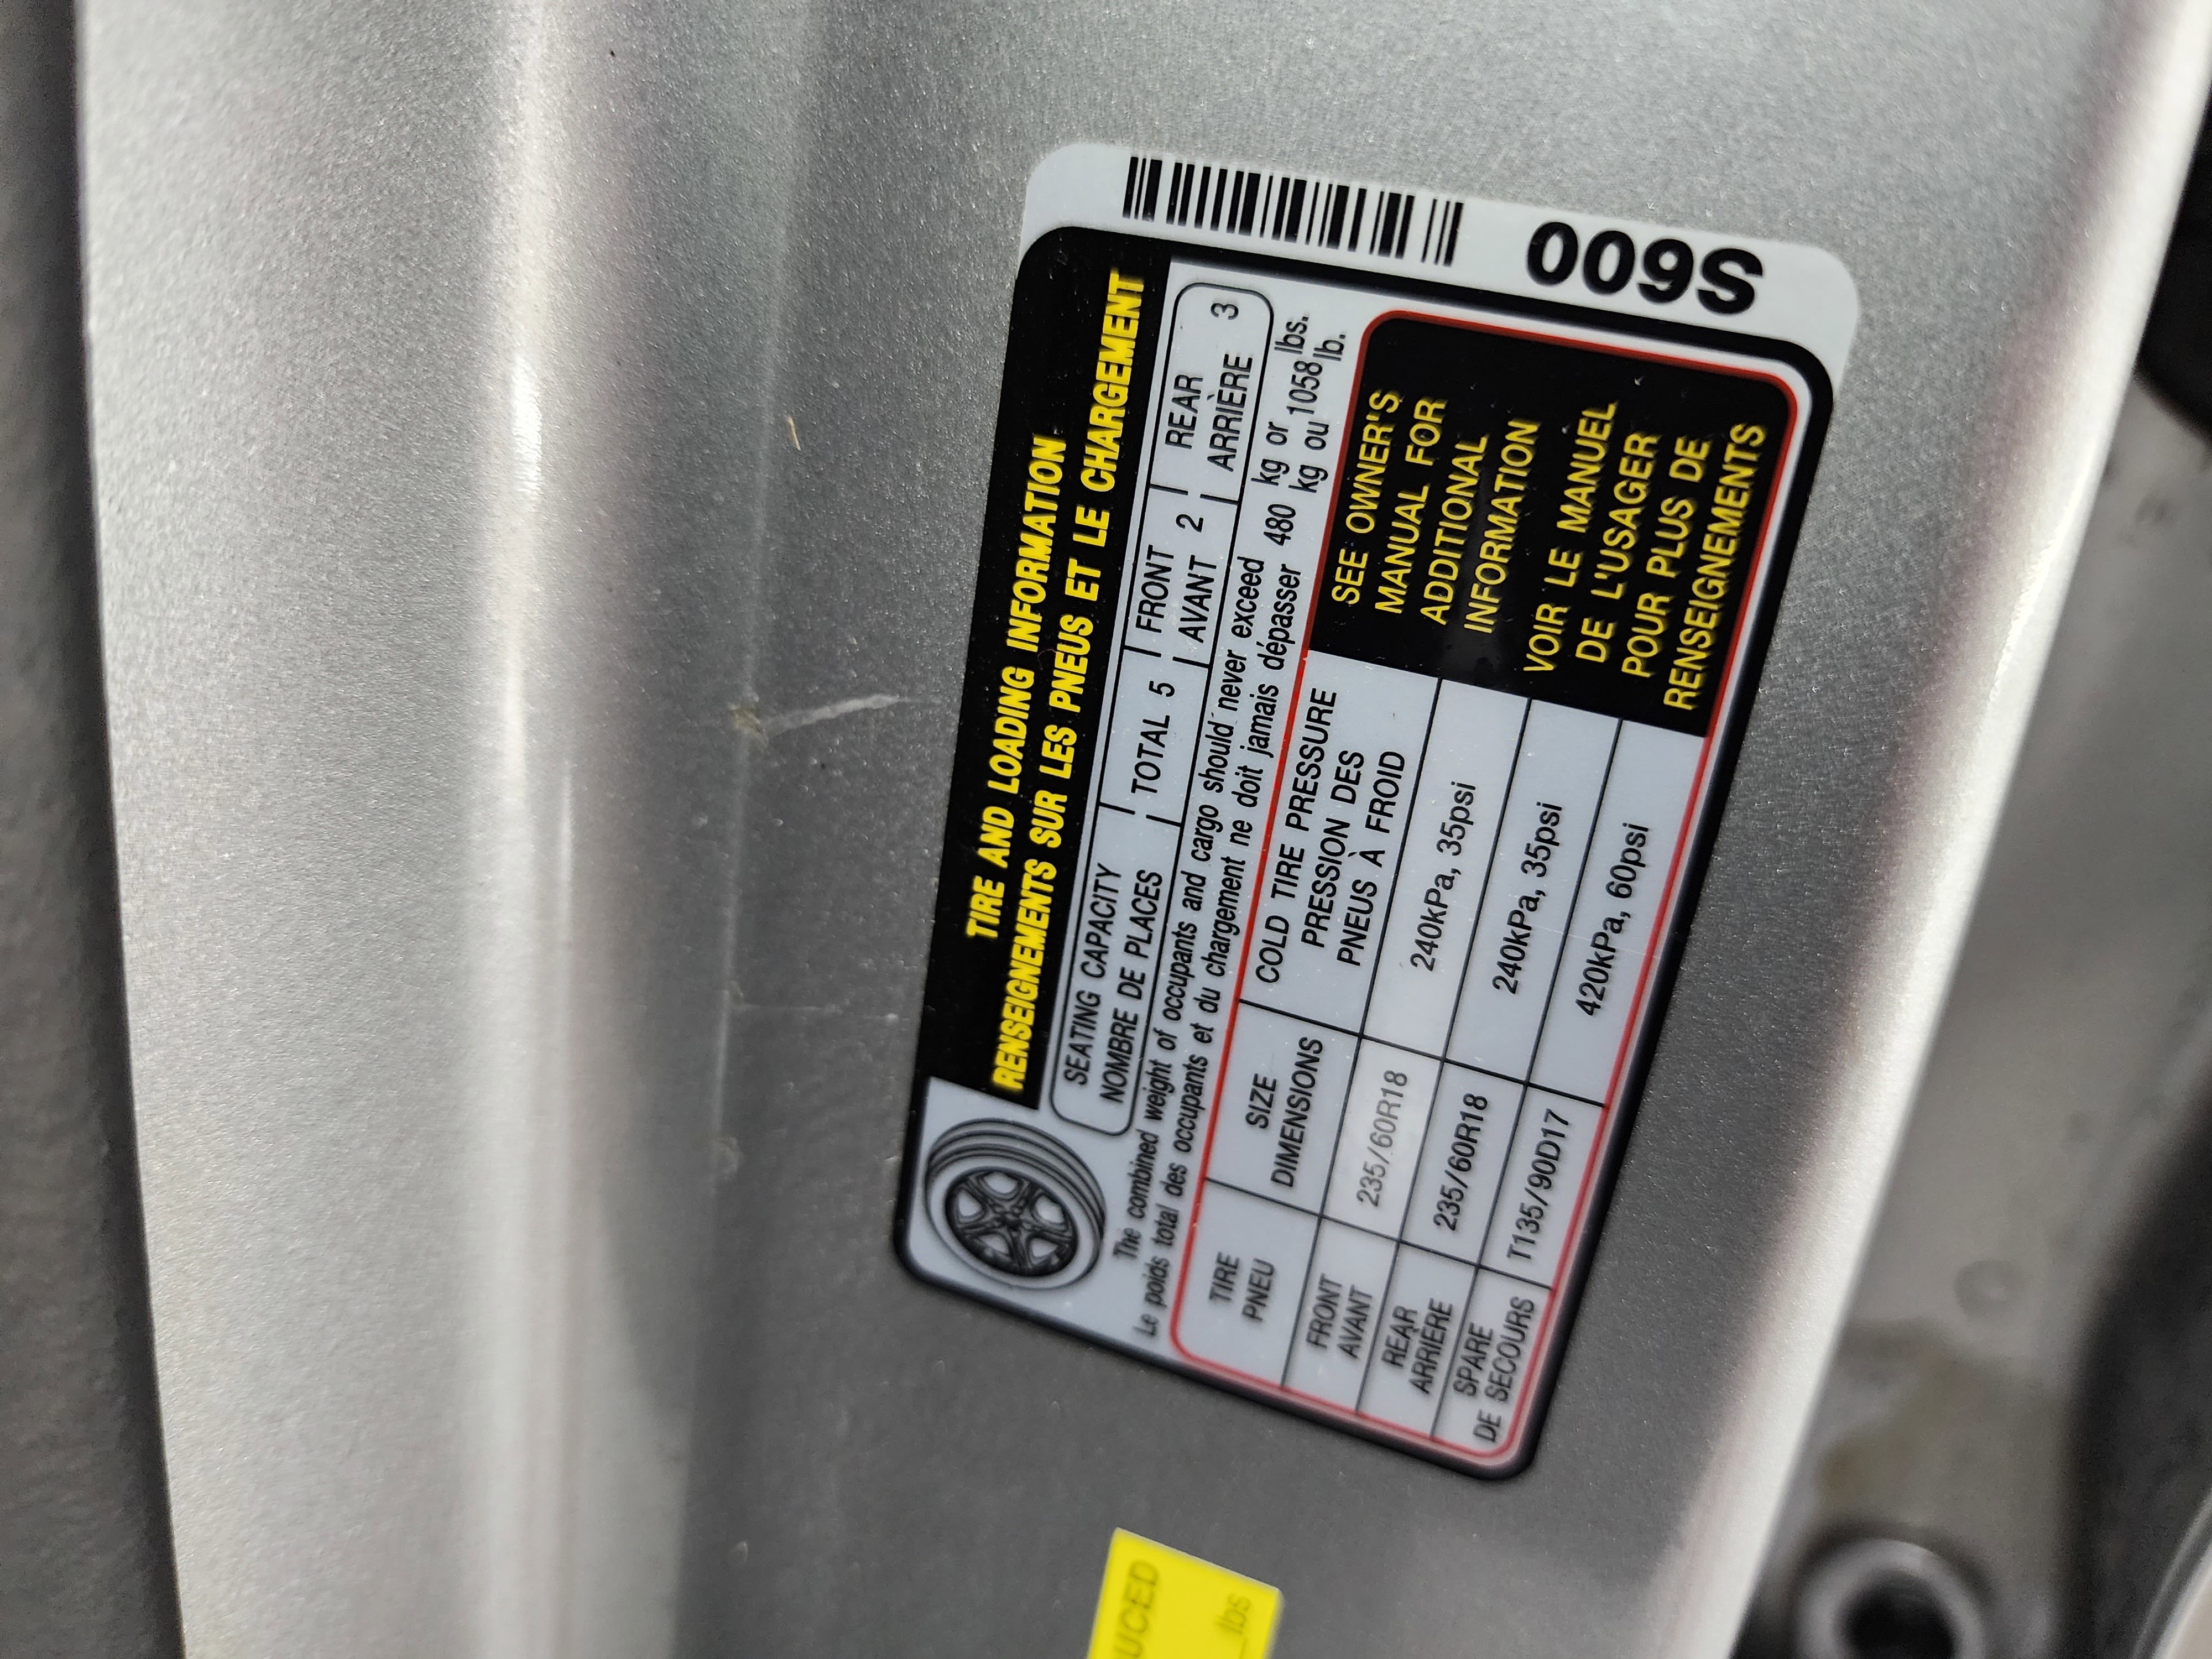 TIRE AND LOADING INFORMATION
RENSEIGNEMENTS SUR LES PNEUS ET LE CHARGEMENT
SEATING CAPACITY
NOMBRE DE PLACES
TOTAL 5
FRONT
AVANT 2
REAR
ARRIÈRE 3
The combined weight of occupants and cargo should never exceed 480 kg or 1058 lbs.
Le poids total des occupants et du chargement ne doit jamais dépasser kg ou lb.
TIRE
PNEU
SIZE
DIMENSIONS
COLD TIRE PRESSURE
PRESSION DES
PNEUS À FROID
FRONT
AVANT
235/60R18
240kPa, 35psi
REAR
ARRIÈRE
235/60R18
240kPa, 35psi
SPARE
DE SECOURS
T135/90D17
420kPa, 60psi
SEE OWNER'S
MANUAL FOR
ADDITIONAL
INFORMATION
VOIR LE MANUEL
DE L'USAGER
POUR PLUS DE
RENSEIGNEMENTS
S600
UCED
lbs